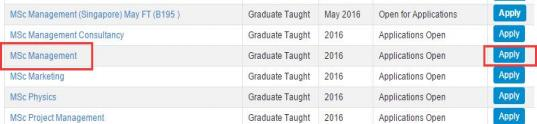 MSc Management (Singapore) May FT (B195 ) Graduate Taught May 2016 Open for Applications Apply
MSc Management Consultancy Graduate Taught 2016 Applications Open Apply
MSc Management Graduate Taught 2016 Applications Open Apply
MSc Marketing Graduate Taught 2016 Applications Open Apply
MSc Physics Graduate Taught 2016 Applications Open Apply
MSc Project Management Graduate Taught 2016 Applications Open Apply